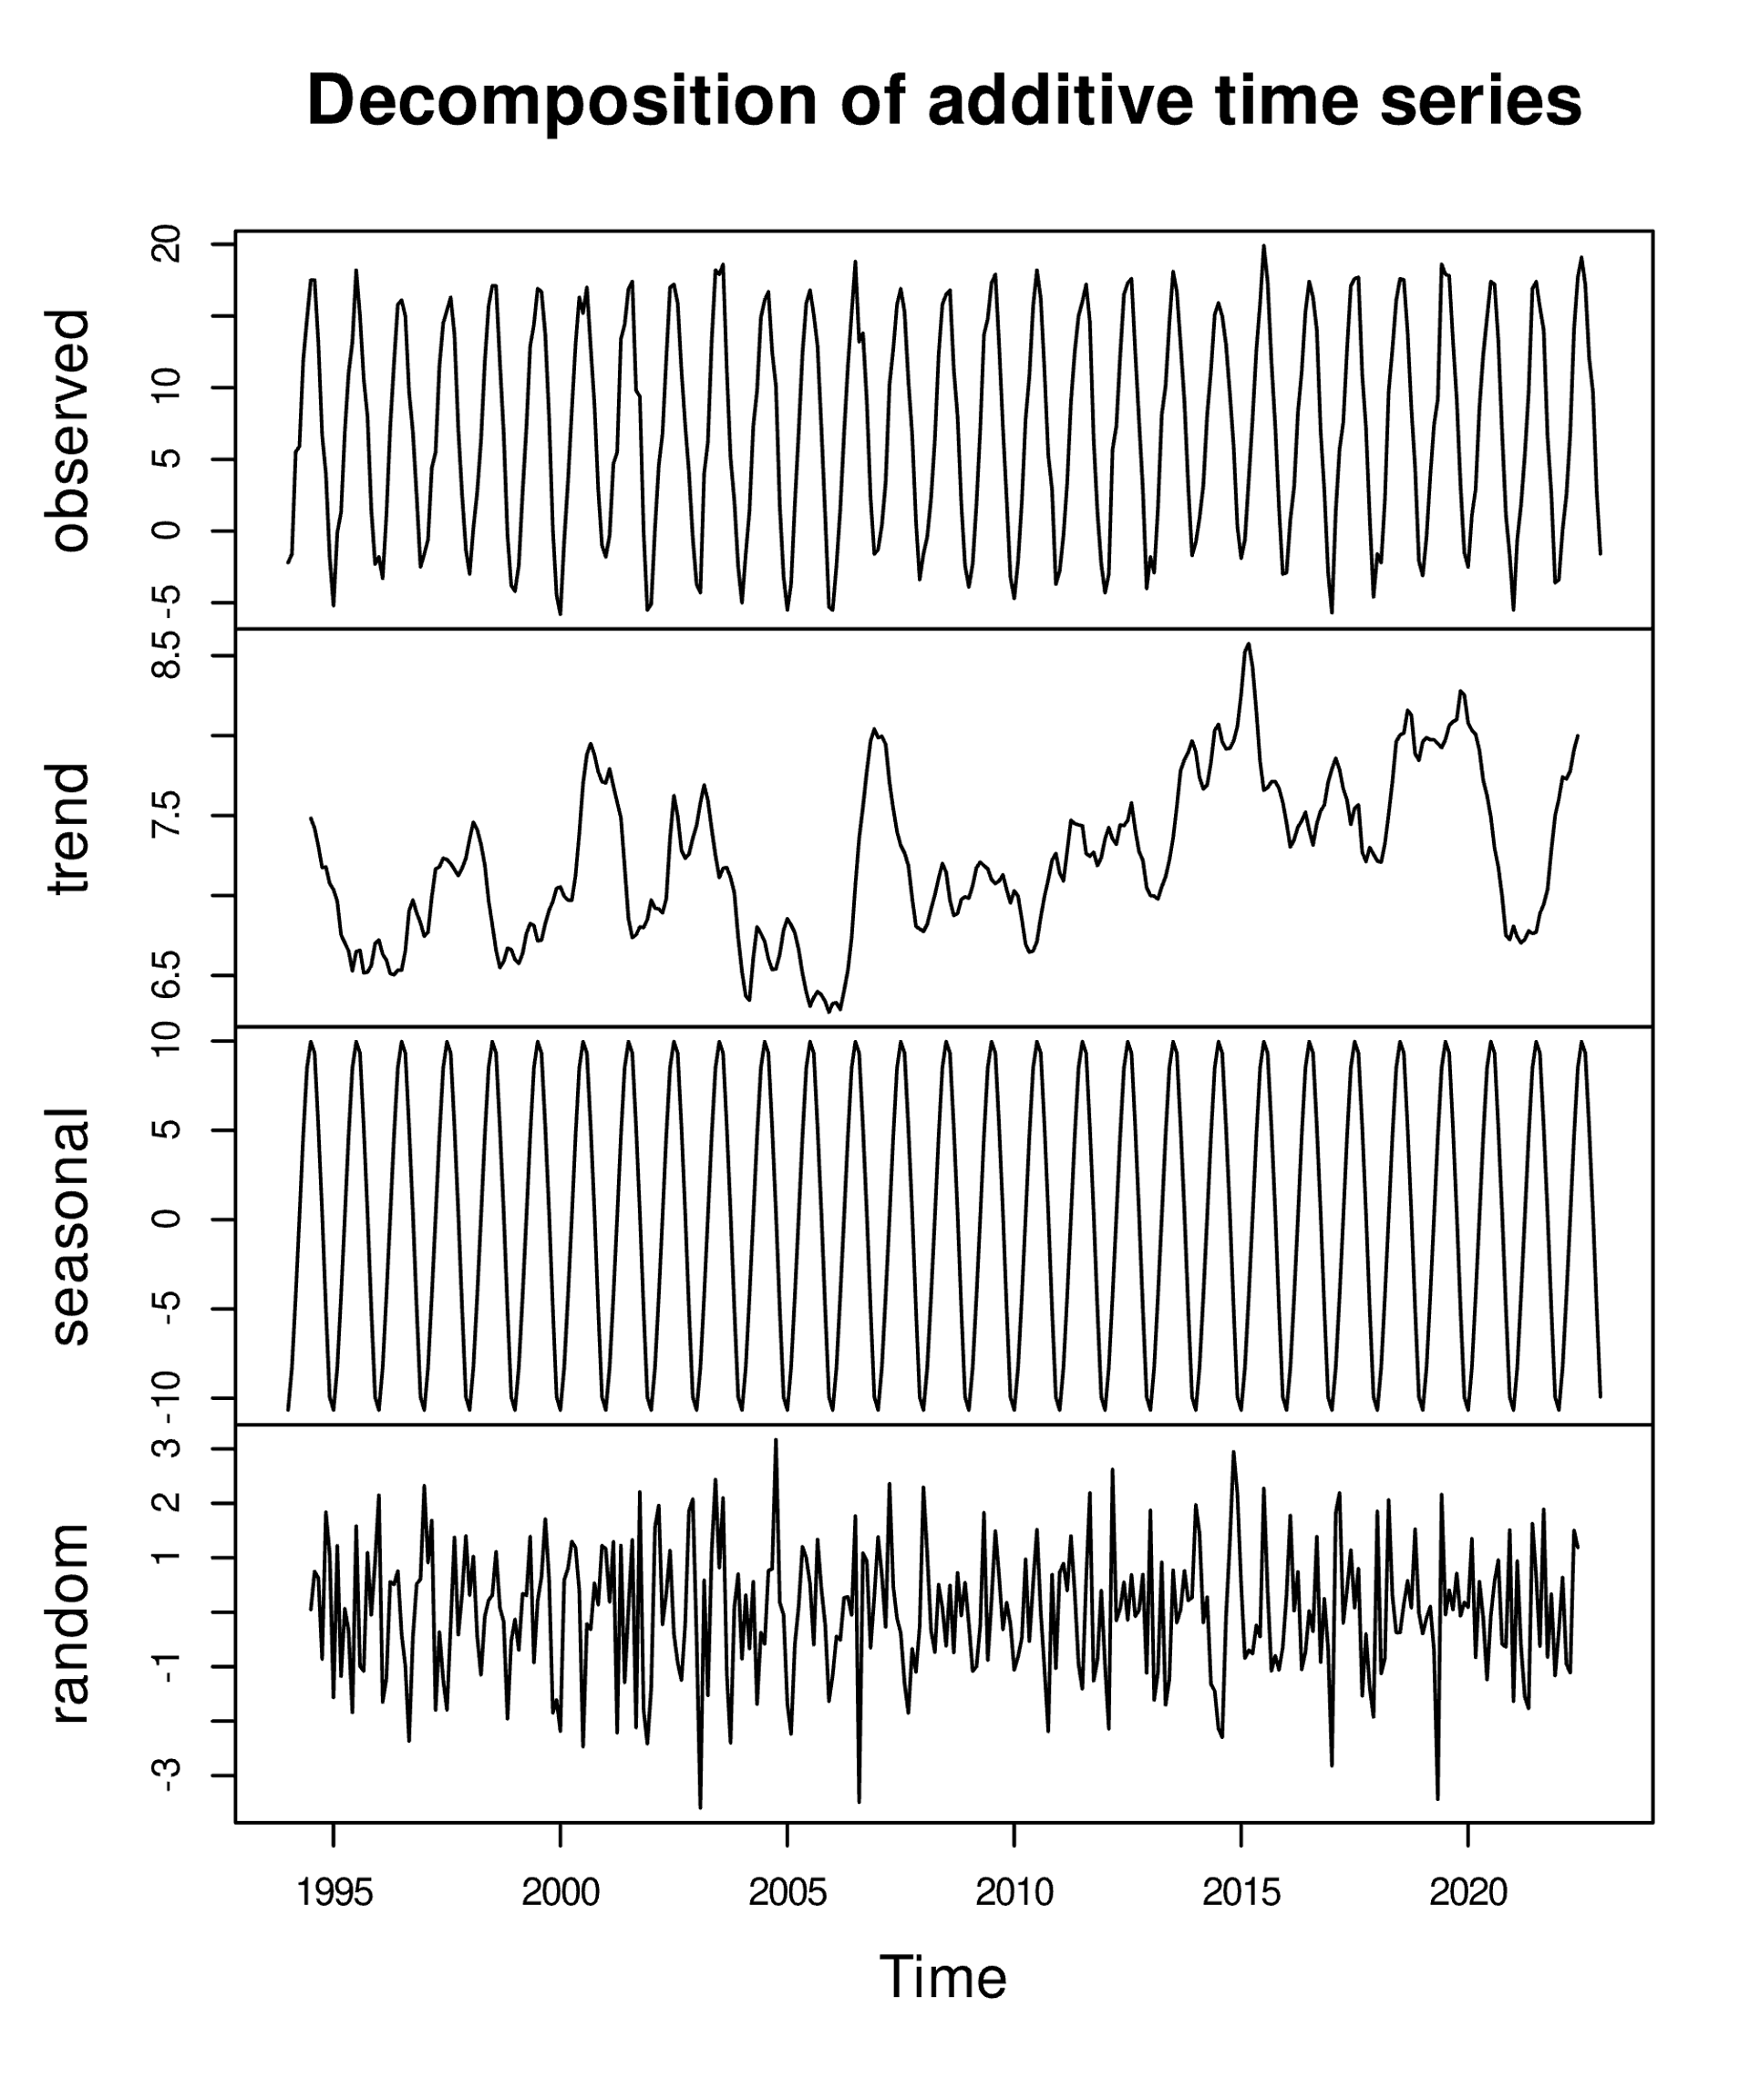 Decomposition of additive time series
observed
-5 0 5 10 20
trend
6.5 7.5 8.5
seasonal
-10 -5 0 5 10
random
-3 -1 1 2 3
1995 2000 2005 2010 2015 2020
Time